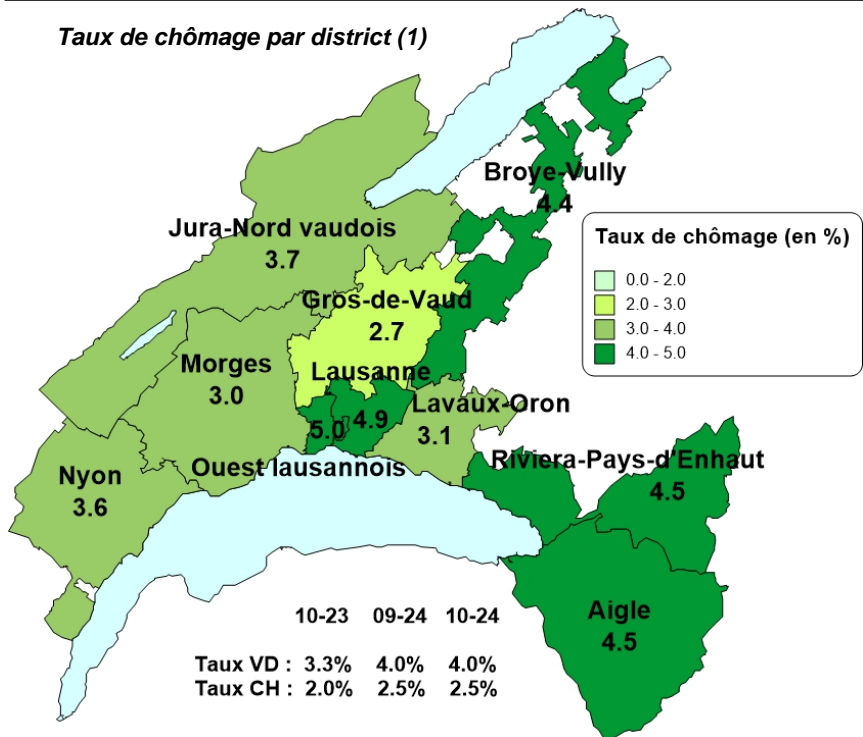 Taux de chômage par district (1)
Broye-Vully
4.4
Jura-Nord vaudois
3.7
Taux de chômage (en %)
0.0 - 2.0
2.0 - 3.0
3.0 - 4.0
4.0 - 5.0
Gros-de-Vaud
2.7
Morges
3.0
Lausanne
4.9
5.0
Lavaux-Oron
3.1
Ouest lausannois
Nyon
3.6
Riviera-Pays-d'Enhaut
4.5
Aigle
4.5
10-23 09-24 10-24
Taux VD : 3.3% 4.0% 4.0%
Taux CH : 2.0% 2.5% 2.5%